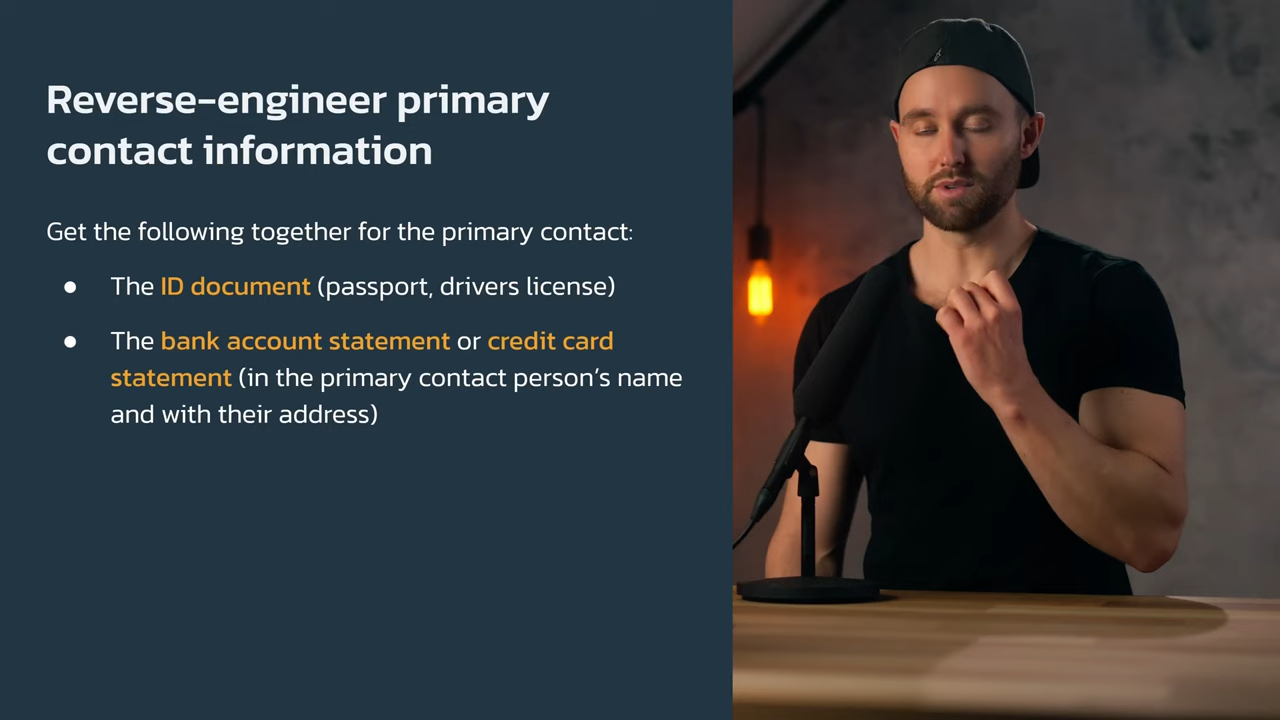 Reverse-engineer primary
contact information
Get the following together for the primary contact:
● The ID document (passport, drivers license)
● The bank account statement or credit card
statement (in the primary contact person's name
and with their address)